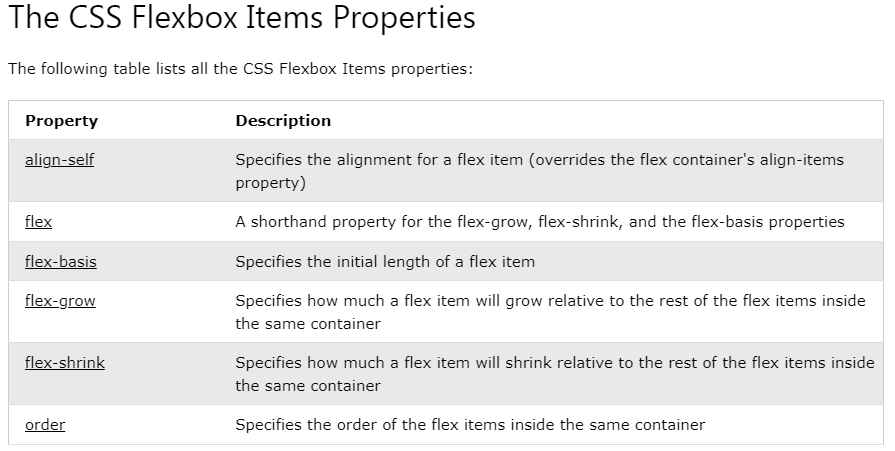 The CSS Flexbox Items Properties
The following table lists all the CSS Flexbox Items properties:
Property Description
align-self Specifies the alignment for a flex item (overrides the flex container's align-items
property)
flex A shorthand property for the flex-grow, flex-shrink, and the flex-basis properties
flex-basis Specifies the initial length of a flex item
flex-grow Specifies how much a flex item will grow relative to the rest of the flex items inside
the same container
flex-shrink Specifies how much a flex item will shrink relative to the rest of the flex items inside
the same container
order Specifies the order of the flex items inside the same container